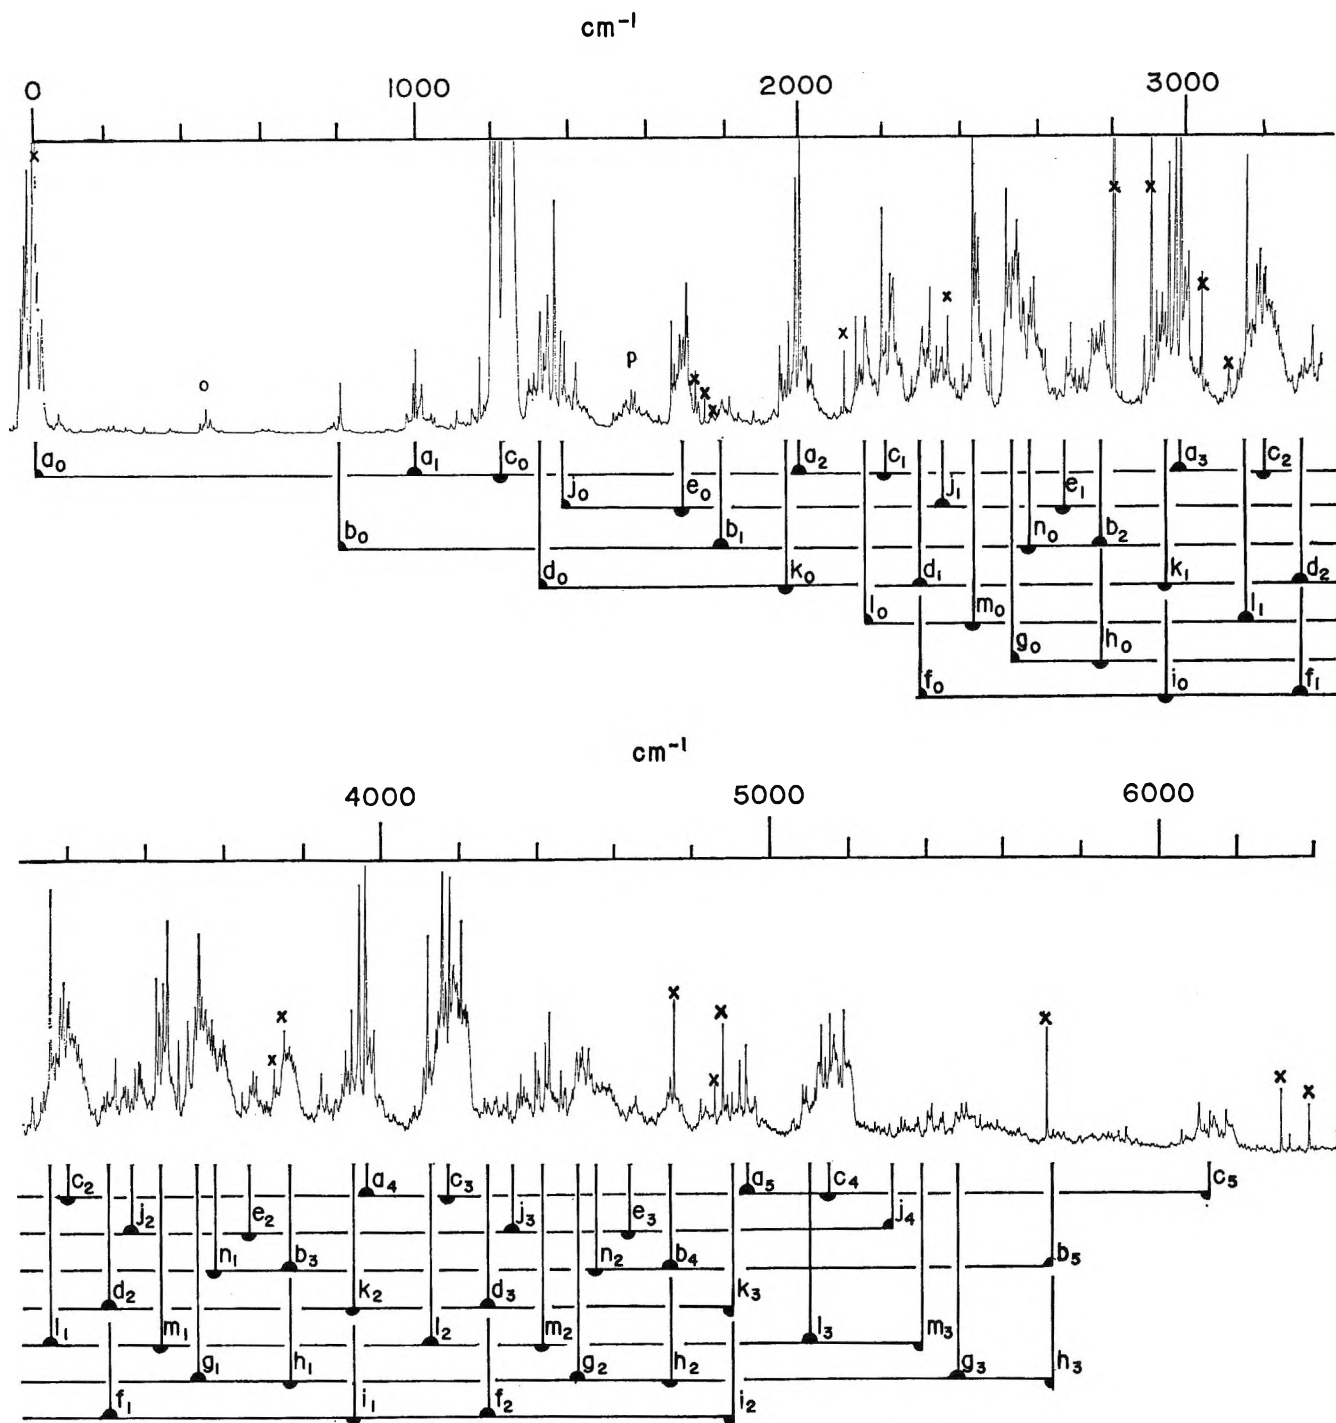 cm⁻¹
0 1000 2000 3000
x o p x x x x x x x x x x
a₀ a₁ c₀ a₂ c₁ a₃ c₂
j₀ e₀ j₁ e₁
b₀ b₁ n₀ b₂
d₀ k₀ d₁ k₁ d₂
l₀ m₀ l₁
g₀ h₀
f₀ i₀ f₁
cm⁻¹
4000 5000 6000
x x x x x x x x
c₂ a₄ c₃ a₅ c₄ c₅
j₂ e₂ j₃ e₃ j₄
n₁ b₃ n₂ b₄ b₅
d₂ k₂ d₃ k₃
l₁ m₁ l₂ m₂ l₃ m₃
g₁ h₁ g₂ h₂ g₃ h₃
f₁ i₁ f₂ i₂